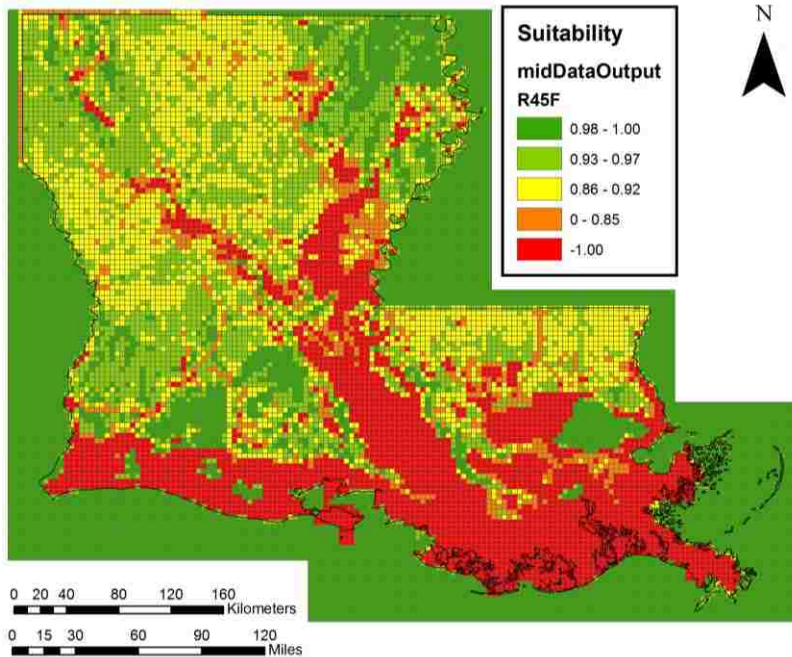 N
Suitability
midDataOutput
R45F
0.98 - 1.00
0.93 - 0.97
0.86 - 0.92
0 - 0.85
-1.00
0 20 40 80 120 160
Kilometers
0 15 30 60 90 120
Miles